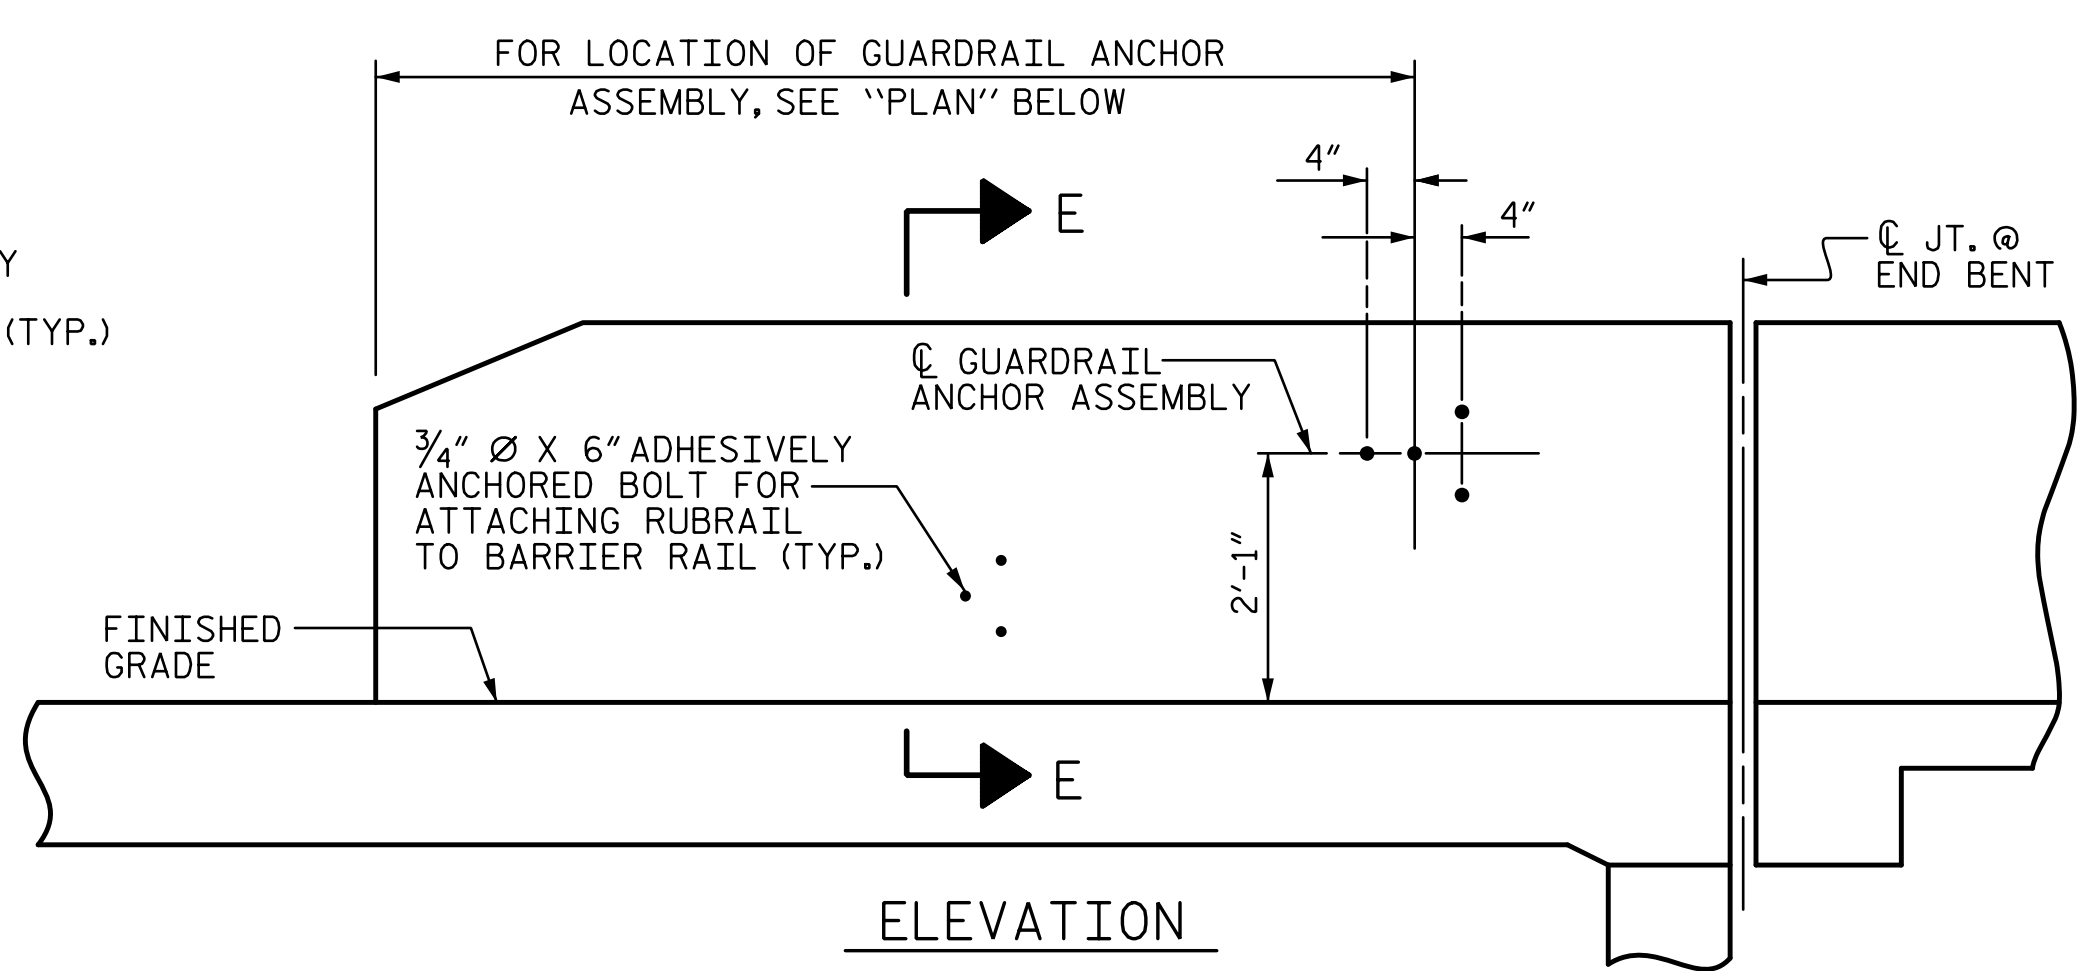 FOR LOCATION OF GUARDRAIL ANCHOR
ASSEMBLY, SEE "PLAN" BELOW
4"
E
4"
℄ JT. @
END BENT
Y
(TYP.)
℄ GUARDRAIL
ANCHOR ASSEMBLY
3/4" Ø X 6" ADHESIVELY
ANCHORED BOLT FOR
ATTACHING RUBRAIL
TO BARRIER RAIL (TYP.)
2'-1"
FINISHED
GRADE
E
ELEVATION